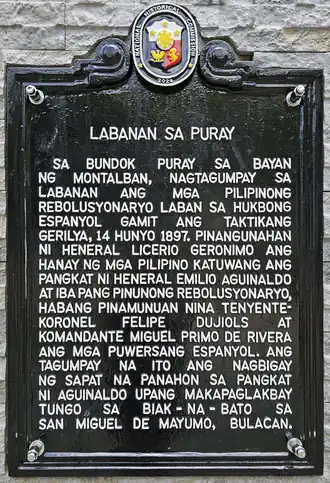 NATIONAL HISTORICAL COMMISSION
2024
LABANAN SA PURAY
SA BUNDOK PURAY SA BAYAN
NG MONTALBAN, NAGTAGUMPAY SA
LABANAN ANG MGA PILIPINONG
REBOLUSYONARYO LABAN SA HUKBONG
ESPANYOL GAMIT ANG TAKTIKANG
GERILYA, 14 HUNYO 1897. PINANGUNAHAN
NI HENERAL LICERIO GERONIMO ANG
HANAY NG MGA PILIPINO KATUWANG ANG
PANGKAT NI HENERAL EMILIO AGUINALDO
AT IBA PANG PINUNONG REBOLUSYONARYO,
HABANG PINAMUNUAN NINA TENYENTE-
KORONEL FELIPE DUJIOLS AT
KOMANDANTE MIGUEL PRIMO DE RIVERA
ANG MGA PUWERSANG ESPANYOL. ANG
TAGUMPAY NA ITO ANG NAGBIGAY
NG SAPAT NA PANAHON SA PANGKAT
NI AGUINALDO UPANG MAKAPAGLAKBAY
TUNGO SA BIAK-NA-BATO SA
SAN MIGUEL DE MAYUMO, BULACAN.